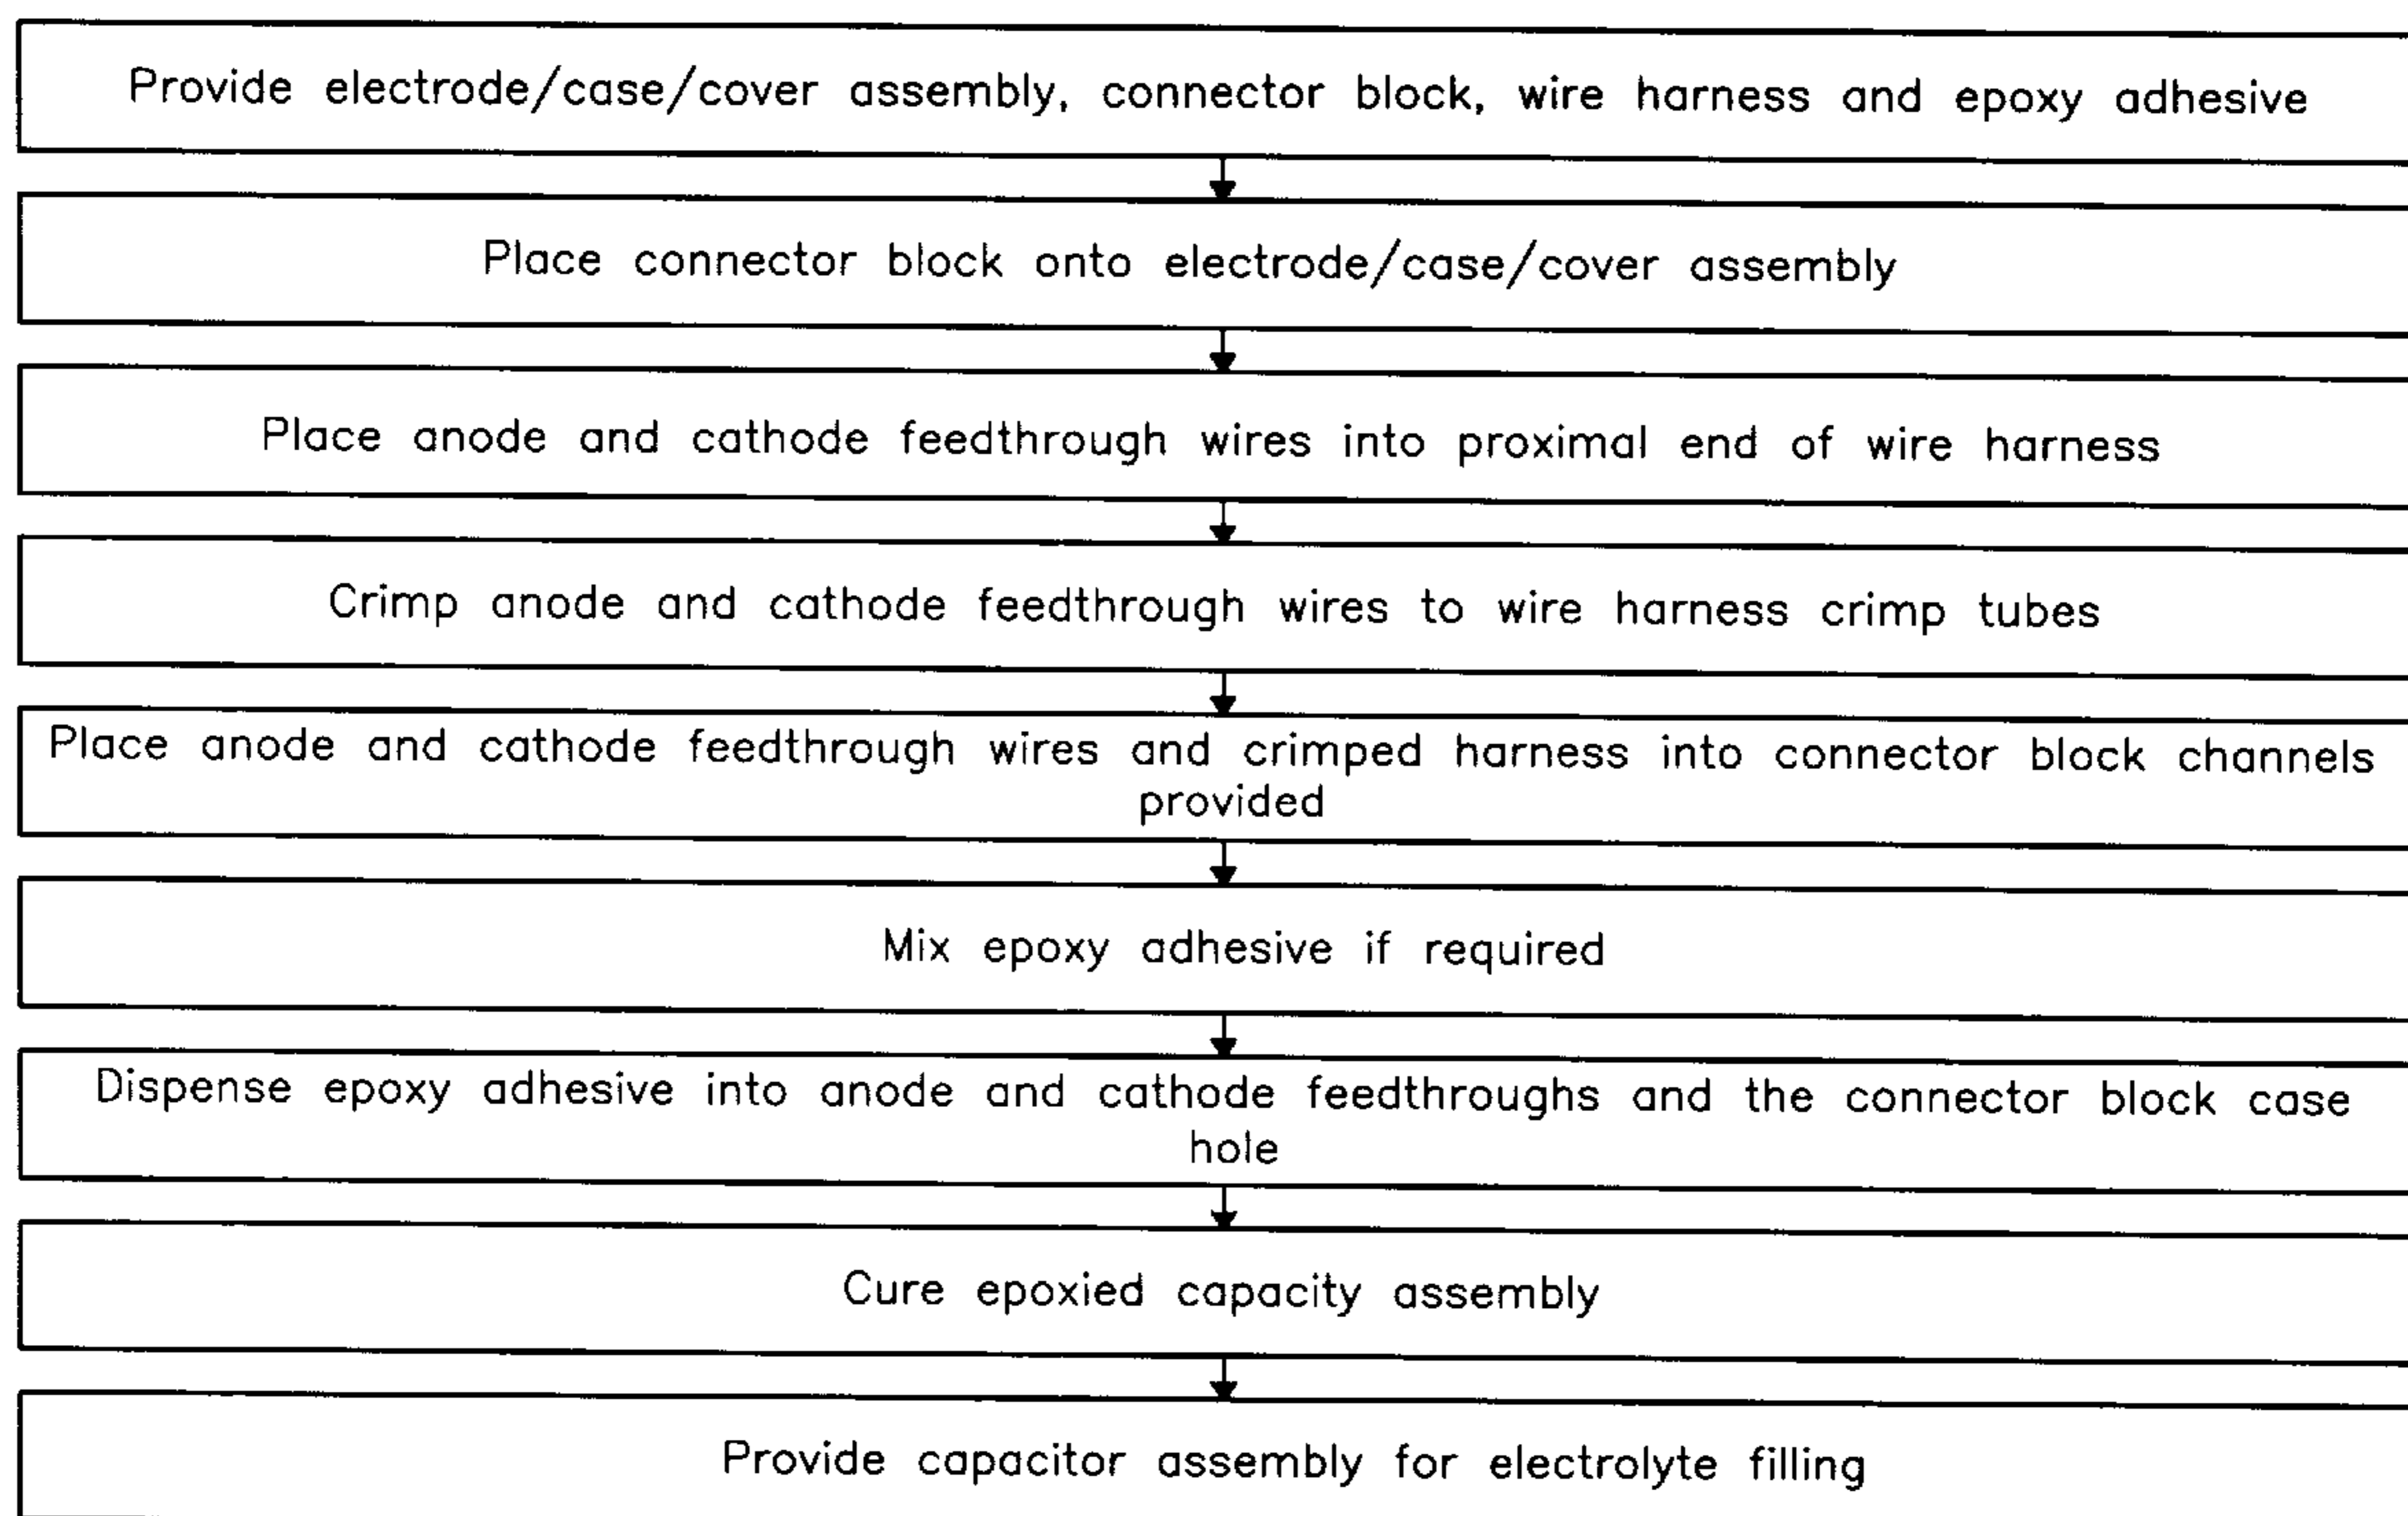 Provide electrode/case/cover assembly, connector block, wire harness and epoxy adhesive
Place connector block onto electrode/case/cover assembly
Place anode and cathode feedthrough wires into proximal end of wire harness
Crimp anode and cathode feedthrough wires to wire harness crimp tubes
Place anode and cathode feedthrough wires and crimped harness into connector block channels
provided
Mix epoxy adhesive if required
Dispense epoxy adhesive into anode and cathode feedthroughs and the connector block case
hole
Cure epoxied capacity assembly
Provide capacitor assembly for electrolyte filling